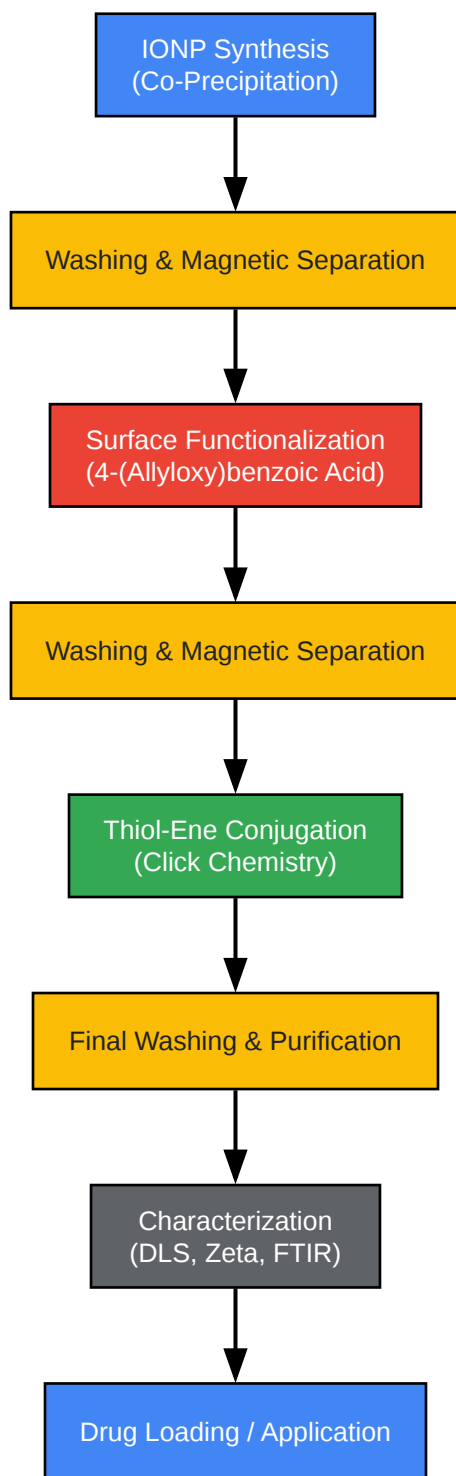 IONP Synthesis
(Co-Precipitation)
Washing & Magnetic Separation
Surface Functionalization
(4-(Allyloxy)benzoic Acid)
Washing & Magnetic Separation
Thiol-Ene Conjugation
(Click Chemistry)
Final Washing & Purification
Characterization
(DLS, Zeta, FTIR)
Drug Loading / Application